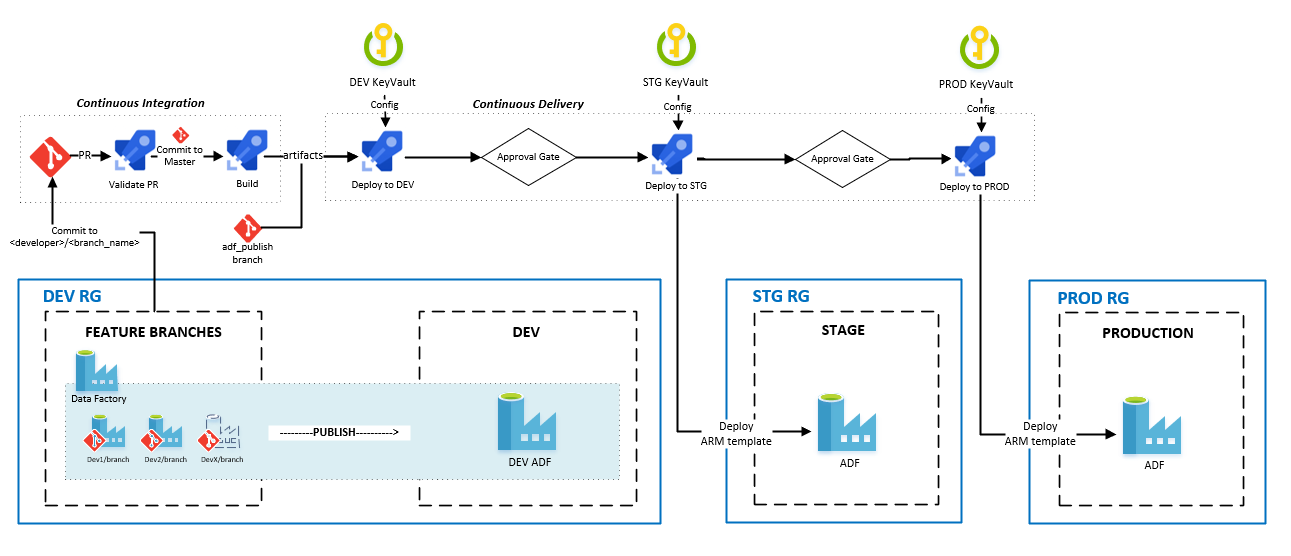 DEV KeyVault
STG KeyVault
PROD KeyVault
Continuous Integration
Config
Continuous Delivery
Config
Config
PR
Commit to
Master
artifacts
Approval Gate
Approval Gate
Validate PR
Build
Deploy to DEV
Deploy to STG
Deploy to PROD
Commit to
<developer>/<branch_name>
adf_publish
branch
DEV RG
STG RG
PROD RG
FEATURE BRANCHES
DEV
STAGE
PRODUCTION
Data Factory
Dev1/branch
Dev2/branch
DevX/branch
---------PUBLISH---------->
DEV ADF
Deploy
ARM template
ADF
Deploy
ARM template
ADF